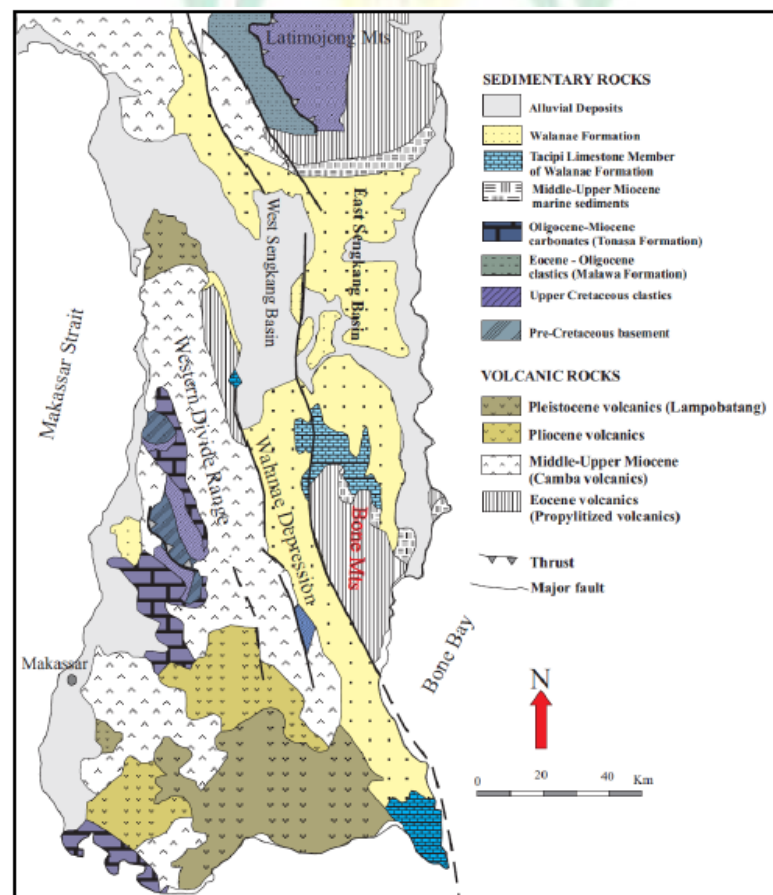 Latimojong Mts
West Sengkang Basin
East Sengkang Basin
Makassar Strait
Western Divide Range
Walanae Depression
Bone Mts
Bone Bay
Makassar
SEDIMENTARY ROCKS
Alluvial Deposits
Walanae Formation
Tacipi Limestone Member
of Walanae Formation
Middle-Upper Miocene
marine sediments
Oligocene-Miocene
carbonates (Tonasa Formation)
Eocene - Oligocene
clastics (Malawa Formation)
Upper Cretaceous clastics
Pre-Cretaceous basement
VOLCANIC ROCKS
Pleistocene volcanics (Lampobatang)
Pliocene volcanics
Middle-Upper Miocene
(Camba volcanics)
Eocene volcanics
(Propylitized volcanics)
Thrust
Major fault
N
0 20 40 Km